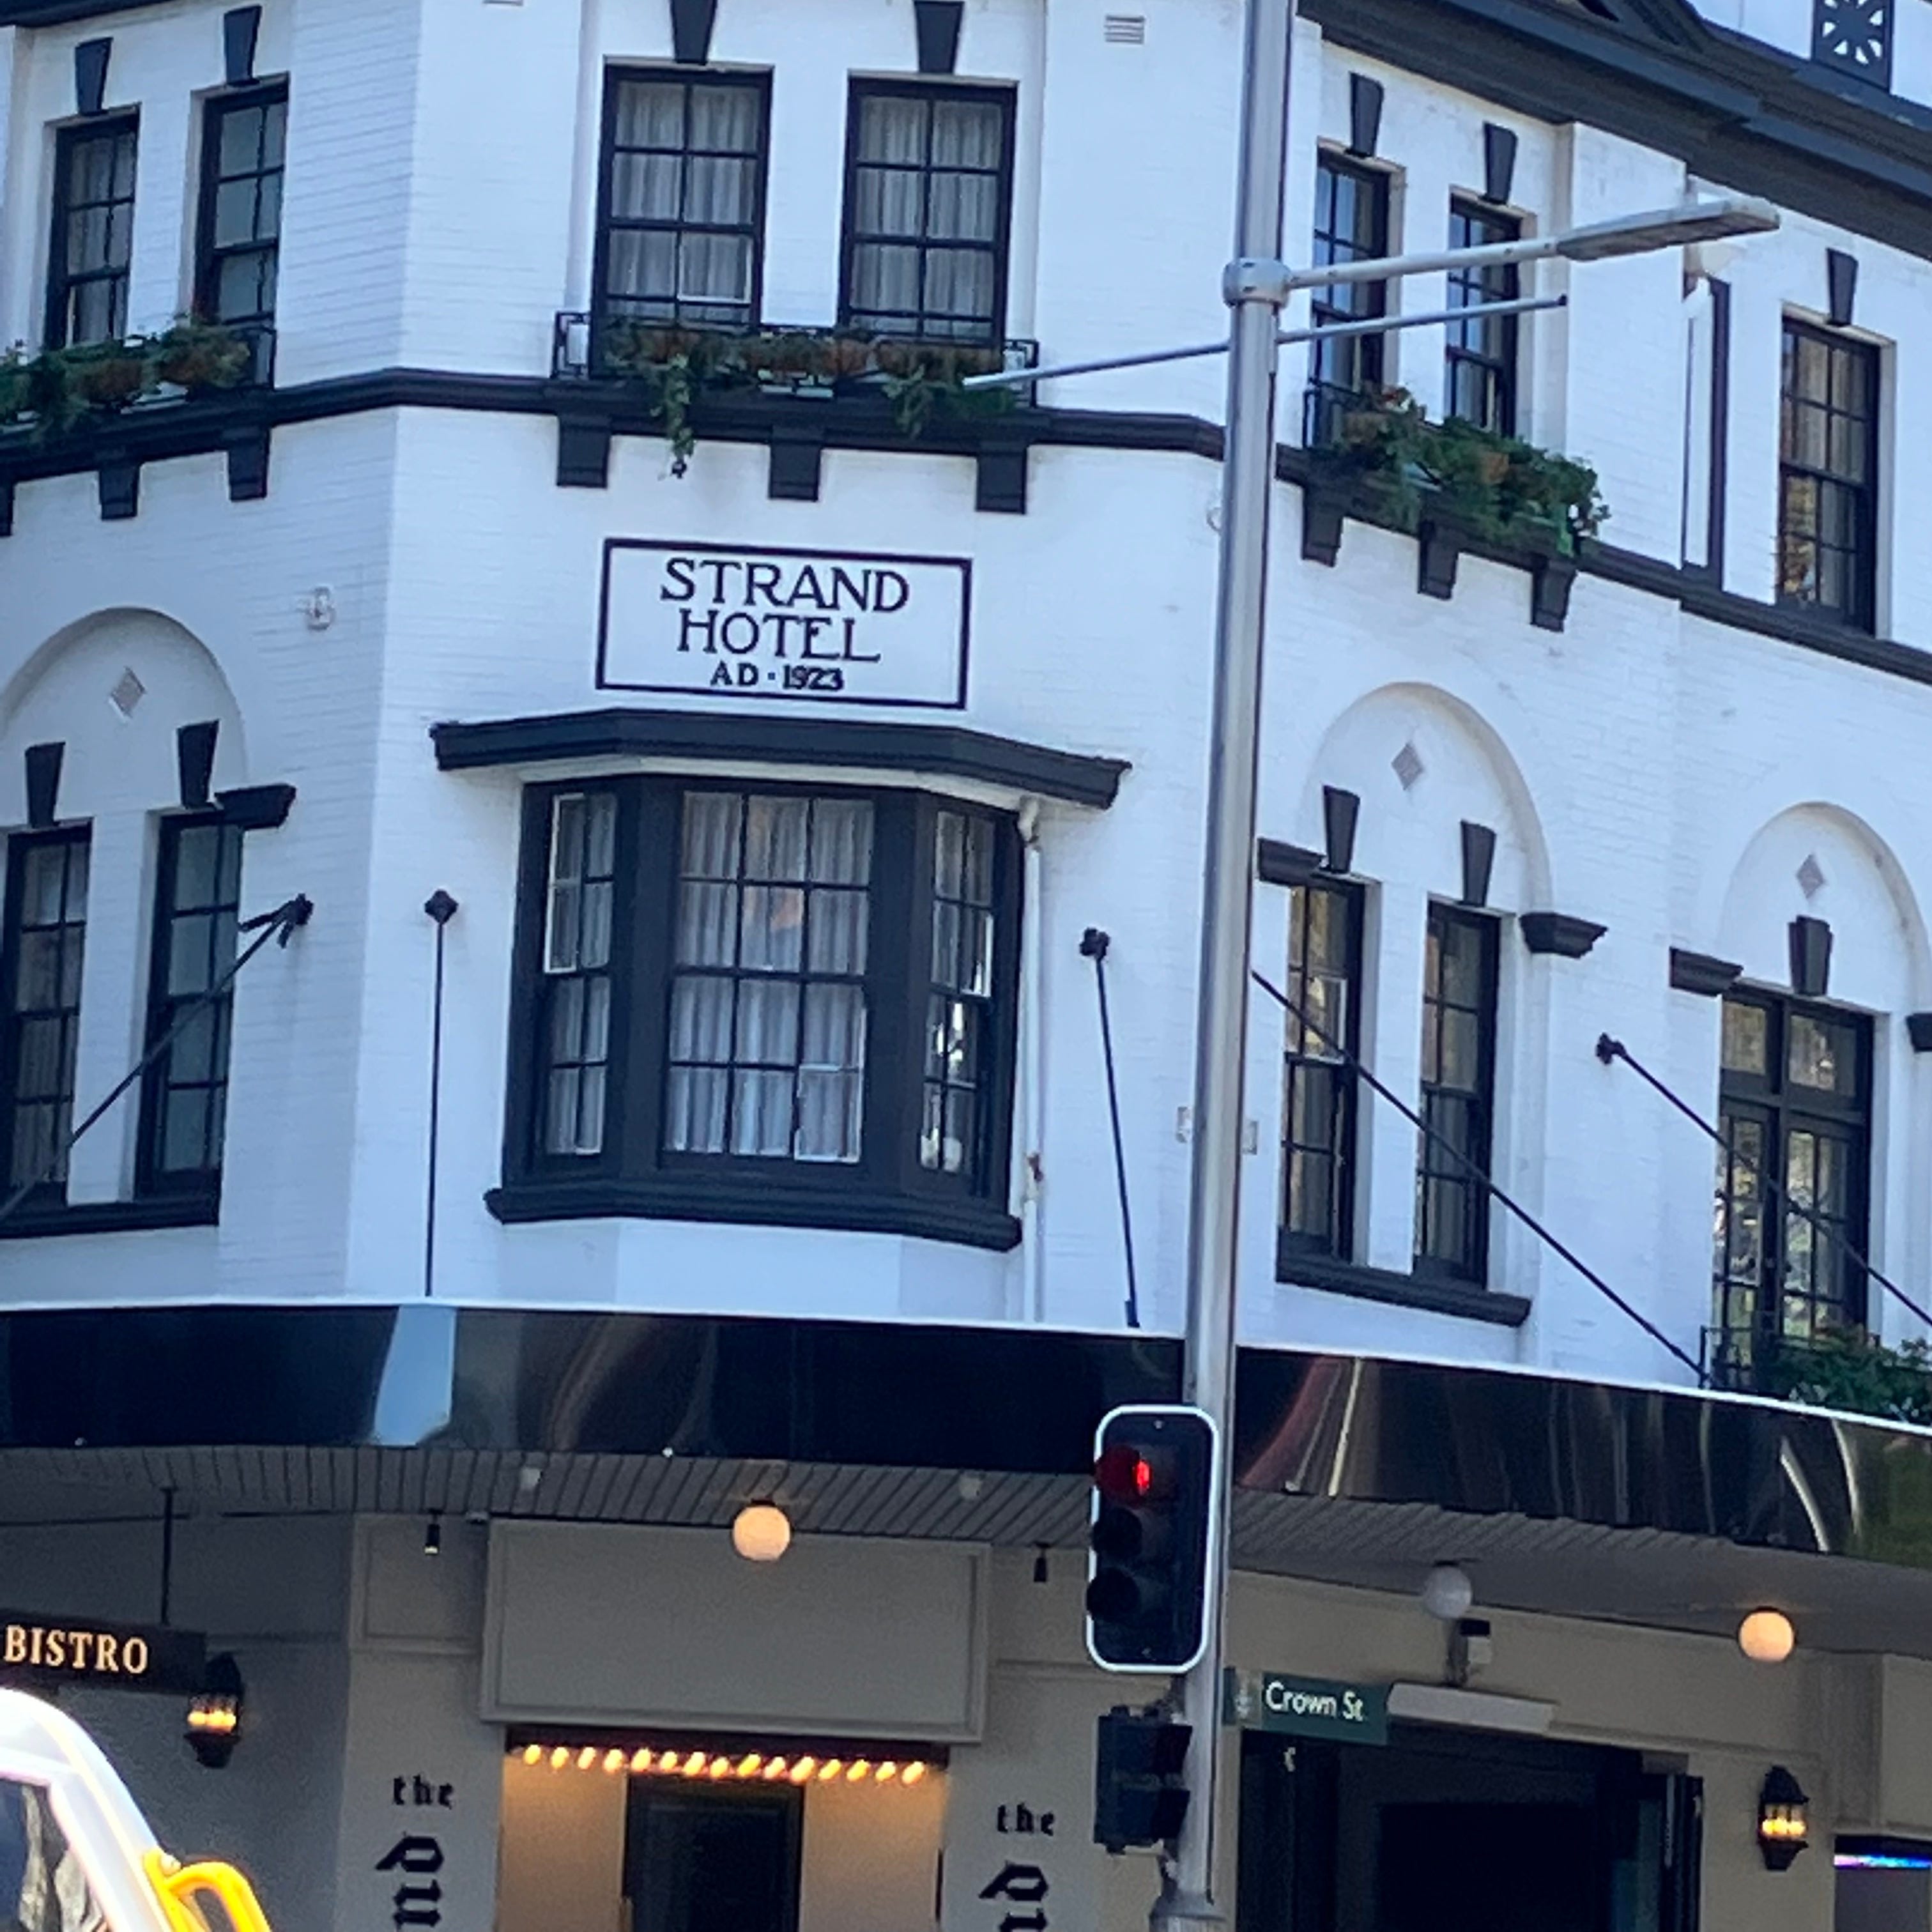 STRAND
HOTEL
AD · 1923
BISTRO
Crown St
the
the